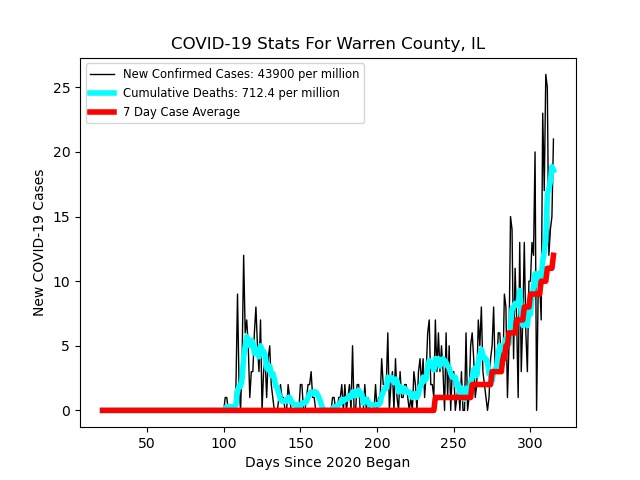 COVID-19 Stats For Warren County, IL
New Confirmed Cases: 43900 per million
Cumulative Deaths: 712.4 per million
7 Day Case Average
New COVID-19 Cases
25
20
15
10
5
0
50 100 150 200 250 300
Days Since 2020 Began